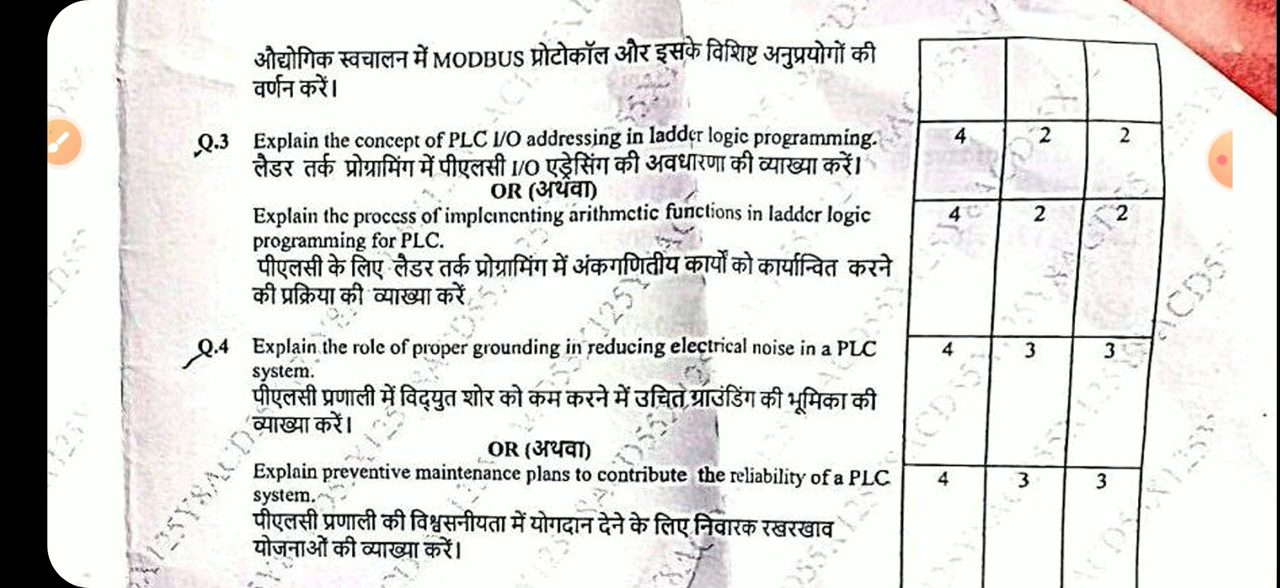 औद्योगिक स्वचालन में MODBUS प्रोटोकॉल और इसके विशिष्ट अनुप्रयोगों की
वर्णन करें।
Q.3 Explain the concept of PLC I/O addressing in ladder logic programming. 4 2 2
लैडर तर्क प्रोग्रामिंग में पीएलसी I/O एड्रेसिंग की अवधारणा की व्याख्या करें।
OR (अथवा)
Explain the process of implementing arithmetic functions in ladder logic 4 2 2
programming for PLC.
पीएलसी के लिए लैडर तर्क प्रोग्रामिंग में अंकगणितीय कार्यों को कार्यान्वित करने
की प्रक्रिया की व्याख्या करें
Q.4 Explain the role of proper grounding in reducing electrical noise in a PLC 4 3 3
system.
पीएलसी प्रणाली में विद्युत शोर को कम करने में उचित ग्राउंडिंग की भूमिका की
व्याख्या करें।
OR (अथवा)
Explain preventive maintenance plans to contribute the reliability of a PLC 4 3 3
system.
पीएलसी प्रणाली की विश्वसनीयता में योगदान देने के लिए निवारक रखरखाव
योजनाओं की व्याख्या करें।